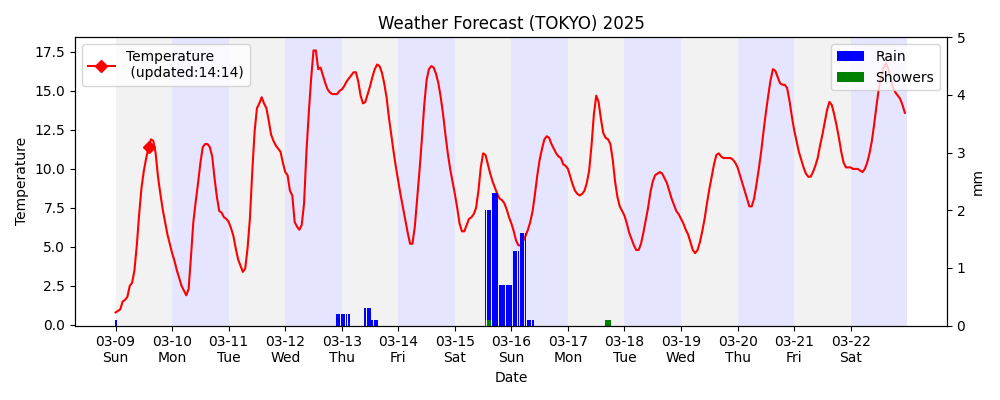 Weather Forecast (TOKYO) 2025
Temperature
(updated:14:14)
Rain
Showers
Temperature
17.5
15.0
12.5
10.0
7.5
5.0
2.5
0.0
5
4
3
2
1
0
mm
03-09 03-10 03-11 03-12 03-13 03-14 03-15 03-16 03-17 03-18 03-19 03-20 03-21 03-22
Sun Mon Tue Wed Thu Fri Sat Sun Mon Tue Wed Thu Fri Sat
Date